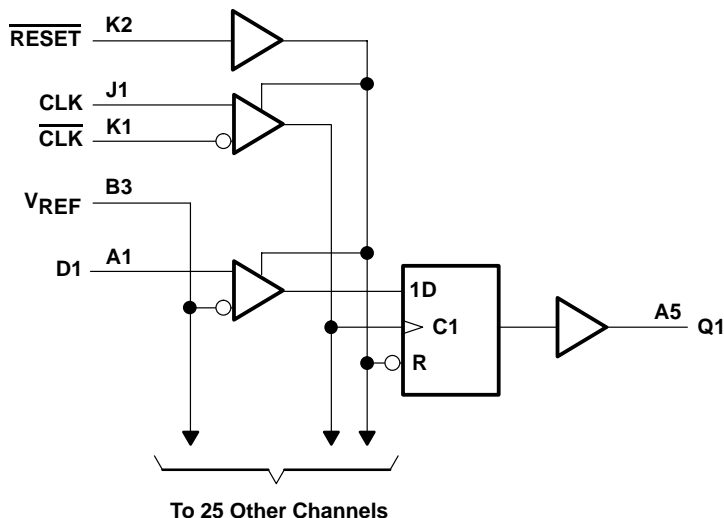 RESET K2
CLK J1
CLK K1
VREF B3
D1 A1
1D
C1
R
A5 Q1
To 25 Other Channels